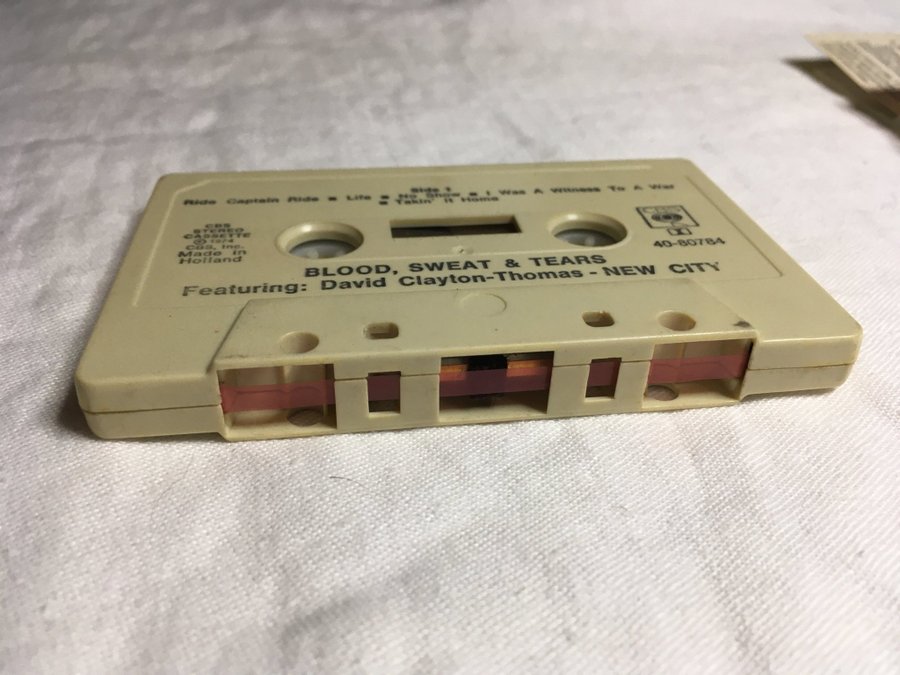 Side 1
Ride Captain Ride ■ Life ■ No Show ■ I Was A Witness To A War
■ Takin' It Home
CBS
STEREO
CASSETTE
© 1974
CBS, Inc.
Made in
Holland
CBS
40-80784
BLOOD, SWEAT & TEARS
Featuring: David Clayton-Thomas - NEW CITY